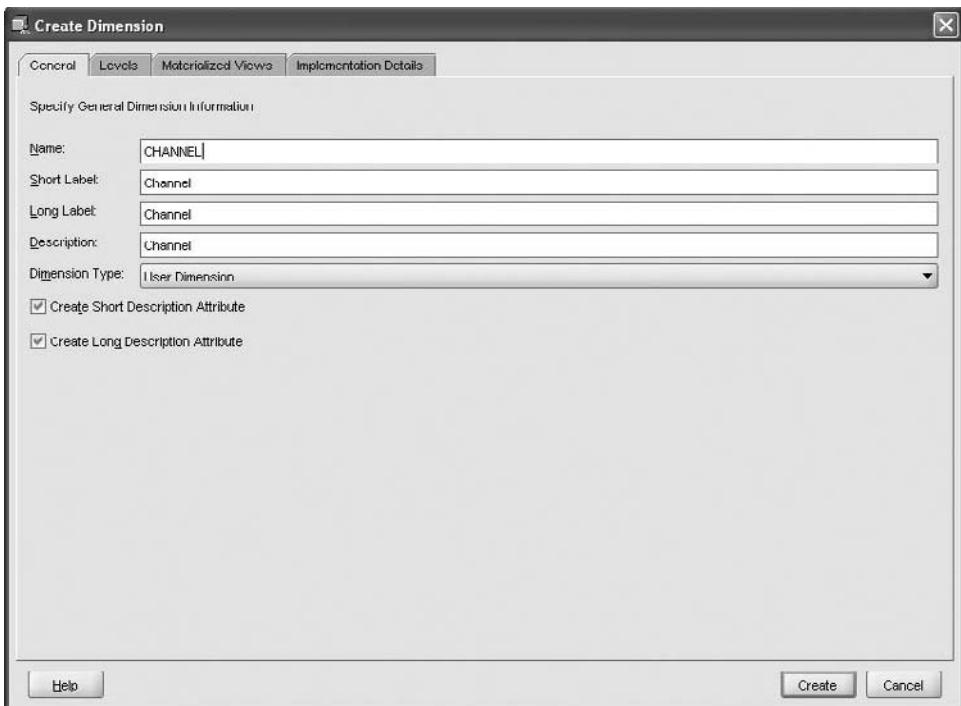 Create Dimension
General Levels Materialized Views Implementation Details
Specify General Dimension Information
Name: CHANNEL
Short Label: Channel
Long Label: Channel
Description: Channel
Dimension Type: User Dimension
Create Short Description Attribute
Create Long Description Attribute
Help Create Cancel